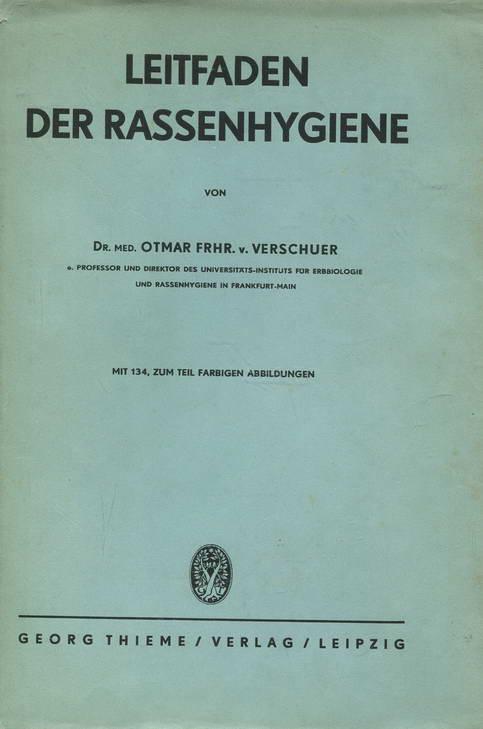 LEITFADEN
DER RASSENHYGIENE
VON
DR. MED. OTMAR FRHR. v. VERSCHUER
o. PROFESSOR UND DIREKTOR DES UNIVERSITÄTS-INSTITUTS FÜR ERBBIOLOGIE
UND RASSENHYGIENE IN FRANKFURT-MAIN
MIT 134, ZUM TEIL FARBIGEN ABBILDUNGEN
GEORG THIEME / VERLAG / LEIPZIG